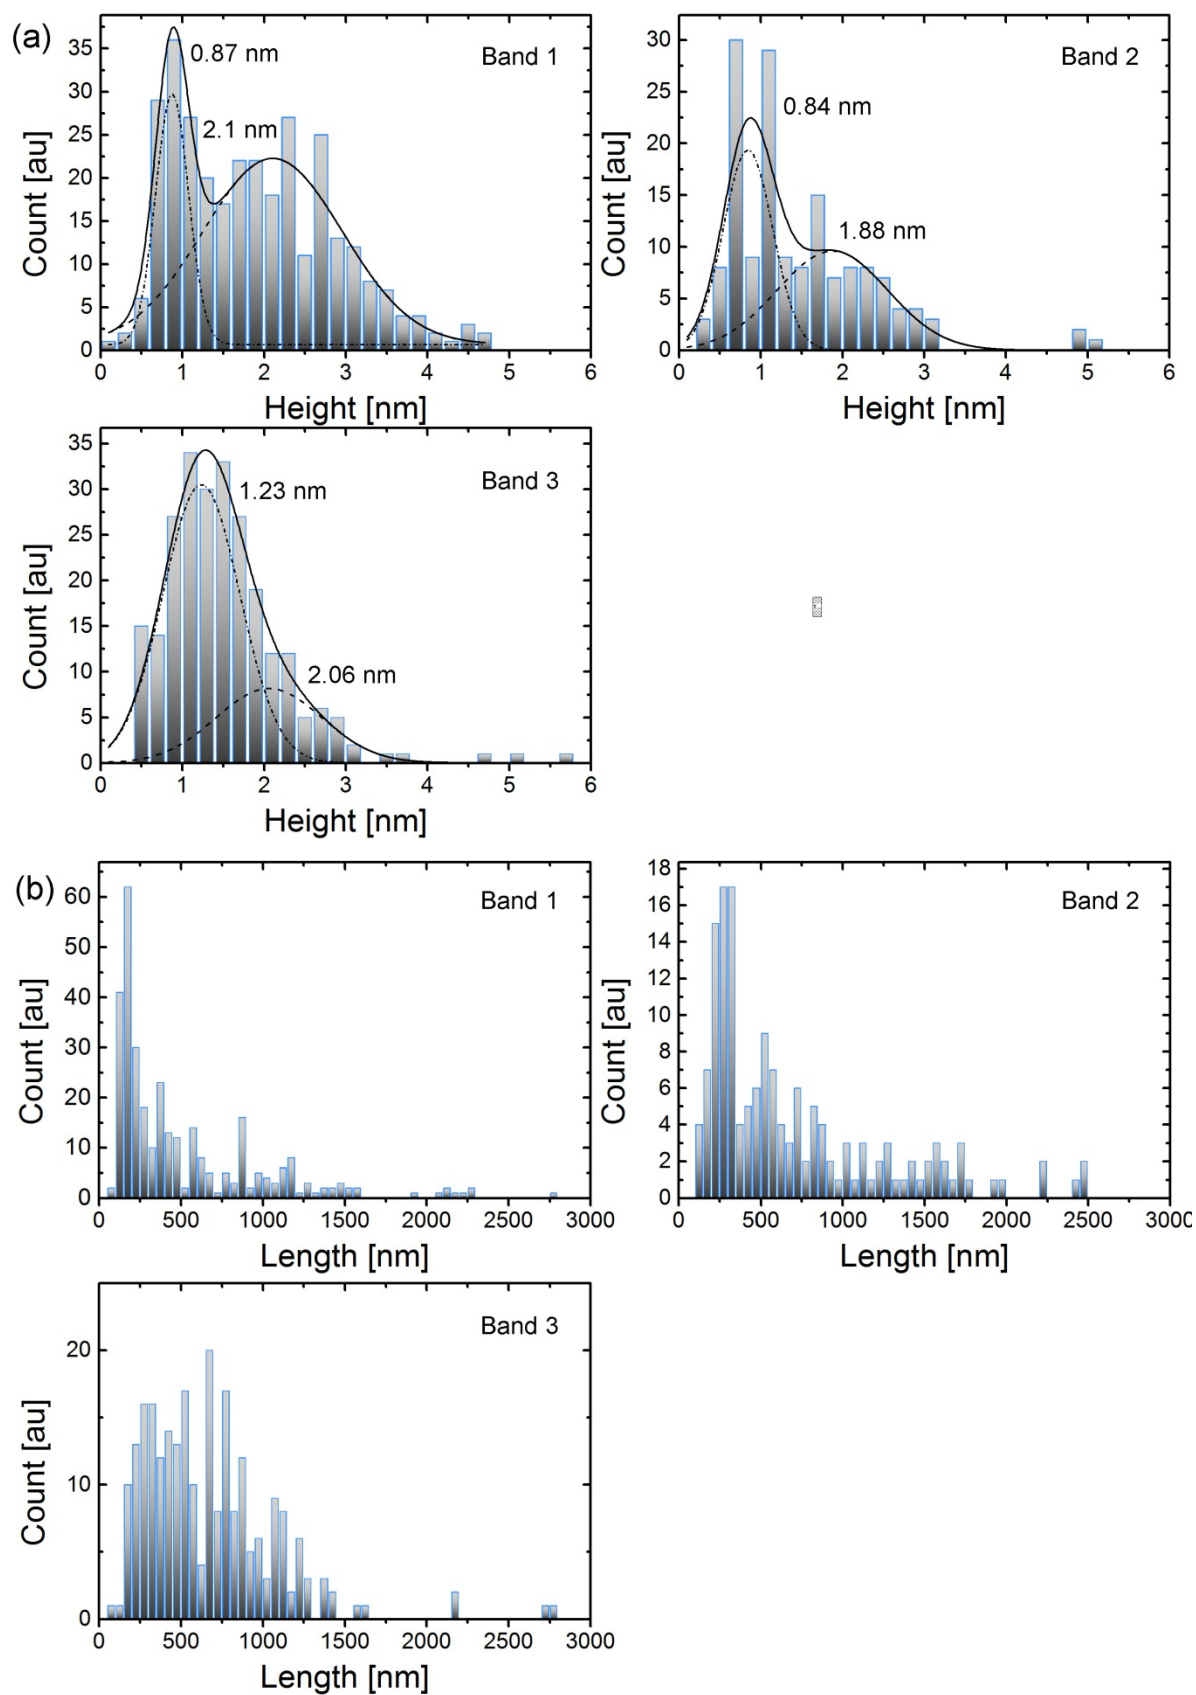 (a)
Band 1
0.87 nm
2.1 nm
Count [au]
35
30
25
20
15
10
5
0
0 1 2 3 4 5 6
Height [nm]
Band 2
0.84 nm
1.88 nm
Count [au]
30
25
20
15
10
5
0
0 1 2 3 4 5 6
Height [nm]
Band 3
1.23 nm
2.06 nm
Count [au]
35
30
25
20
15
10
5
0
0 1 2 3 4 5 6
Height [nm]
(b)
Band 1
Count [au]
60
50
40
30
20
10
0
0 500 1000 1500 2000 2500 3000
Length [nm]
Band 2
Count [au]
18
16
14
12
10
8
6
4
2
0
0 500 1000 1500 2000 2500 3000
Length [nm]
Band 3
Count [au]
20
10
0
0 500 1000 1500 2000 2500 3000
Length [nm]